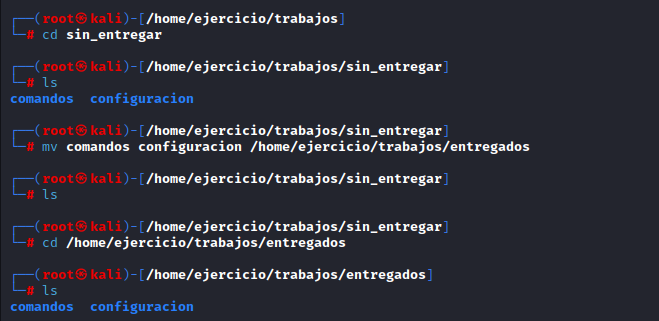 ┌──(root㉿kali)-[/home/ejercicio/trabajos]
└─# cd sin_entregar
┌──(root㉿kali)-[/home/ejercicio/trabajos/sin_entregar]
└─# ls
comandos  configuracion
┌──(root㉿kali)-[/home/ejercicio/trabajos/sin_entregar]
└─# mv comandos configuracion /home/ejercicio/trabajos/entregados
┌──(root㉿kali)-[/home/ejercicio/trabajos/sin_entregar]
└─# ls
┌──(root㉿kali)-[/home/ejercicio/trabajos/sin_entregar]
└─# cd /home/ejercicio/trabajos/entregados
┌──(root㉿kali)-[/home/ejercicio/trabajos/entregados]
└─# ls
comandos  configuracion